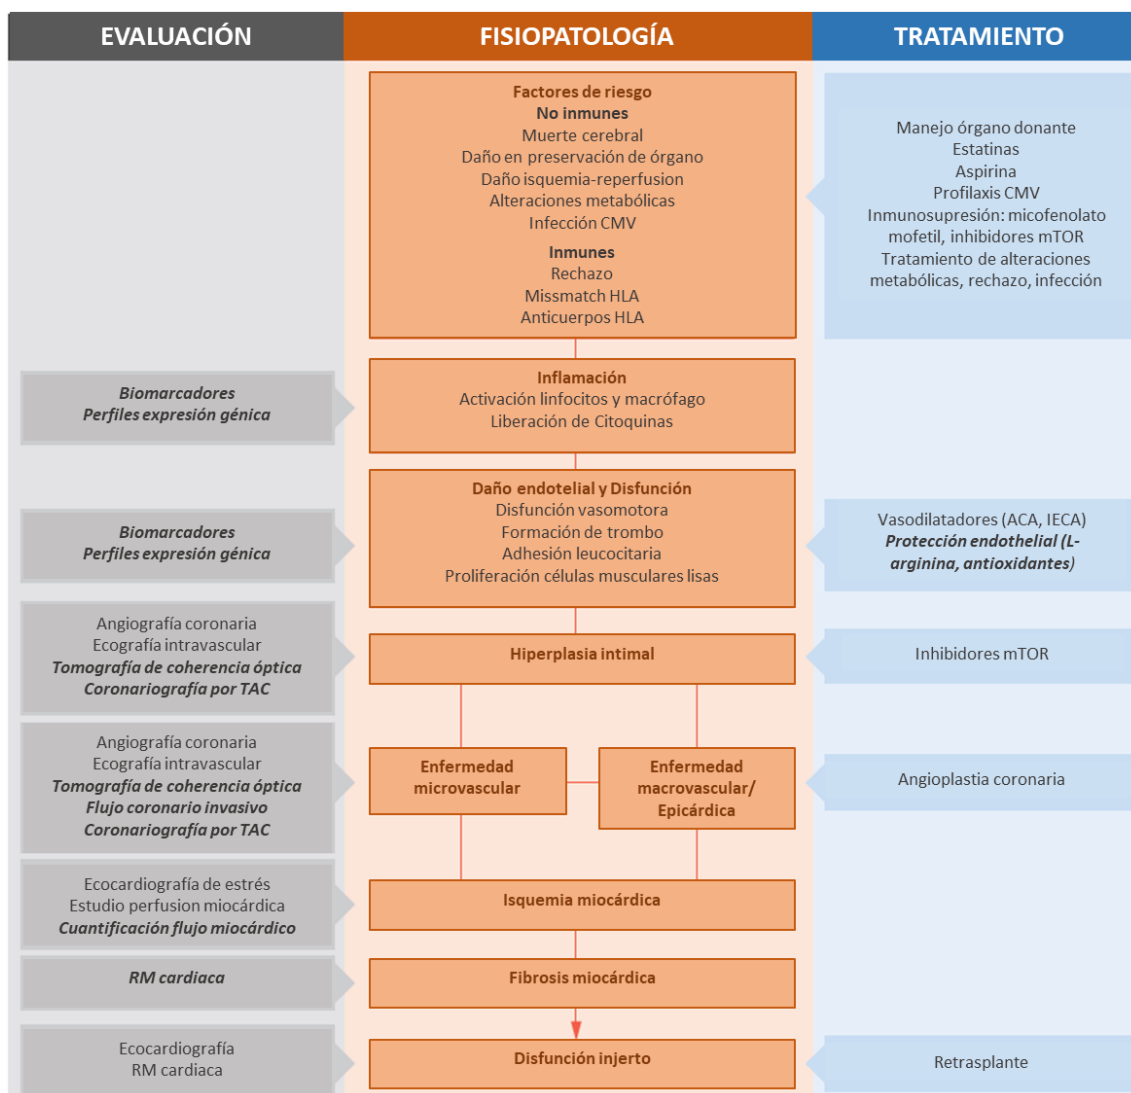 EVALUACIÓN
FISIOPATOLOGÍA
TRATAMIENTO
Factores de riesgo
No inmunes
Muerte cerebral
Daño en preservación de órgano
Daño isquemia-reperfusion
Alteraciones metabólicas
Infección CMV
Inmunes
Rechazo
Missmatch HLA
Anticuerpos HLA
Manejo órgano donante
Estatinas
Aspirina
Profilaxis CMV
Inmunosupresión: micofenolato
mofetil, inhibidores mTOR
Tratamiento de alteraciones
metabólicas, rechazo, infección
Biomarcadores
Perfiles expresión génica
Inflamación
Activación linfocitos y macrófago
Liberación de Citoquinas
Biomarcadores
Perfiles expresión génica
Daño endotelial y Disfunción
Disfunción vasomotora
Formación de trombo
Adhesión leucocitaria
Proliferación células musculares lisas
Vasodilatadores (ACA, IECA)
Protección endothelial (L-
arginina, antioxidantes)
Angiografía coronaria
Ecografía intravascular
Tomografía de coherencia óptica
Coronariografía por TAC
Hiperplasia intimal
Inhibidores mTOR
Angiografía coronaria
Ecografía intravascular
Tomografía de coherencia óptica
Flujo coronario invasivo
Coronariografía por TAC
Enfermedad
microvascular
Enfermedad
macrovascular/
Epicárdica
Angioplastia coronaria
Ecocardiografía de estrés
Estudio perfusion miocárdica
Cuantificación flujo miocárdico
Isquemia miocárdica
RM cardiaca
Fibrosis miocárdica
Ecocardiografía
RM cardiaca
Disfunción injerto
Retrasplante